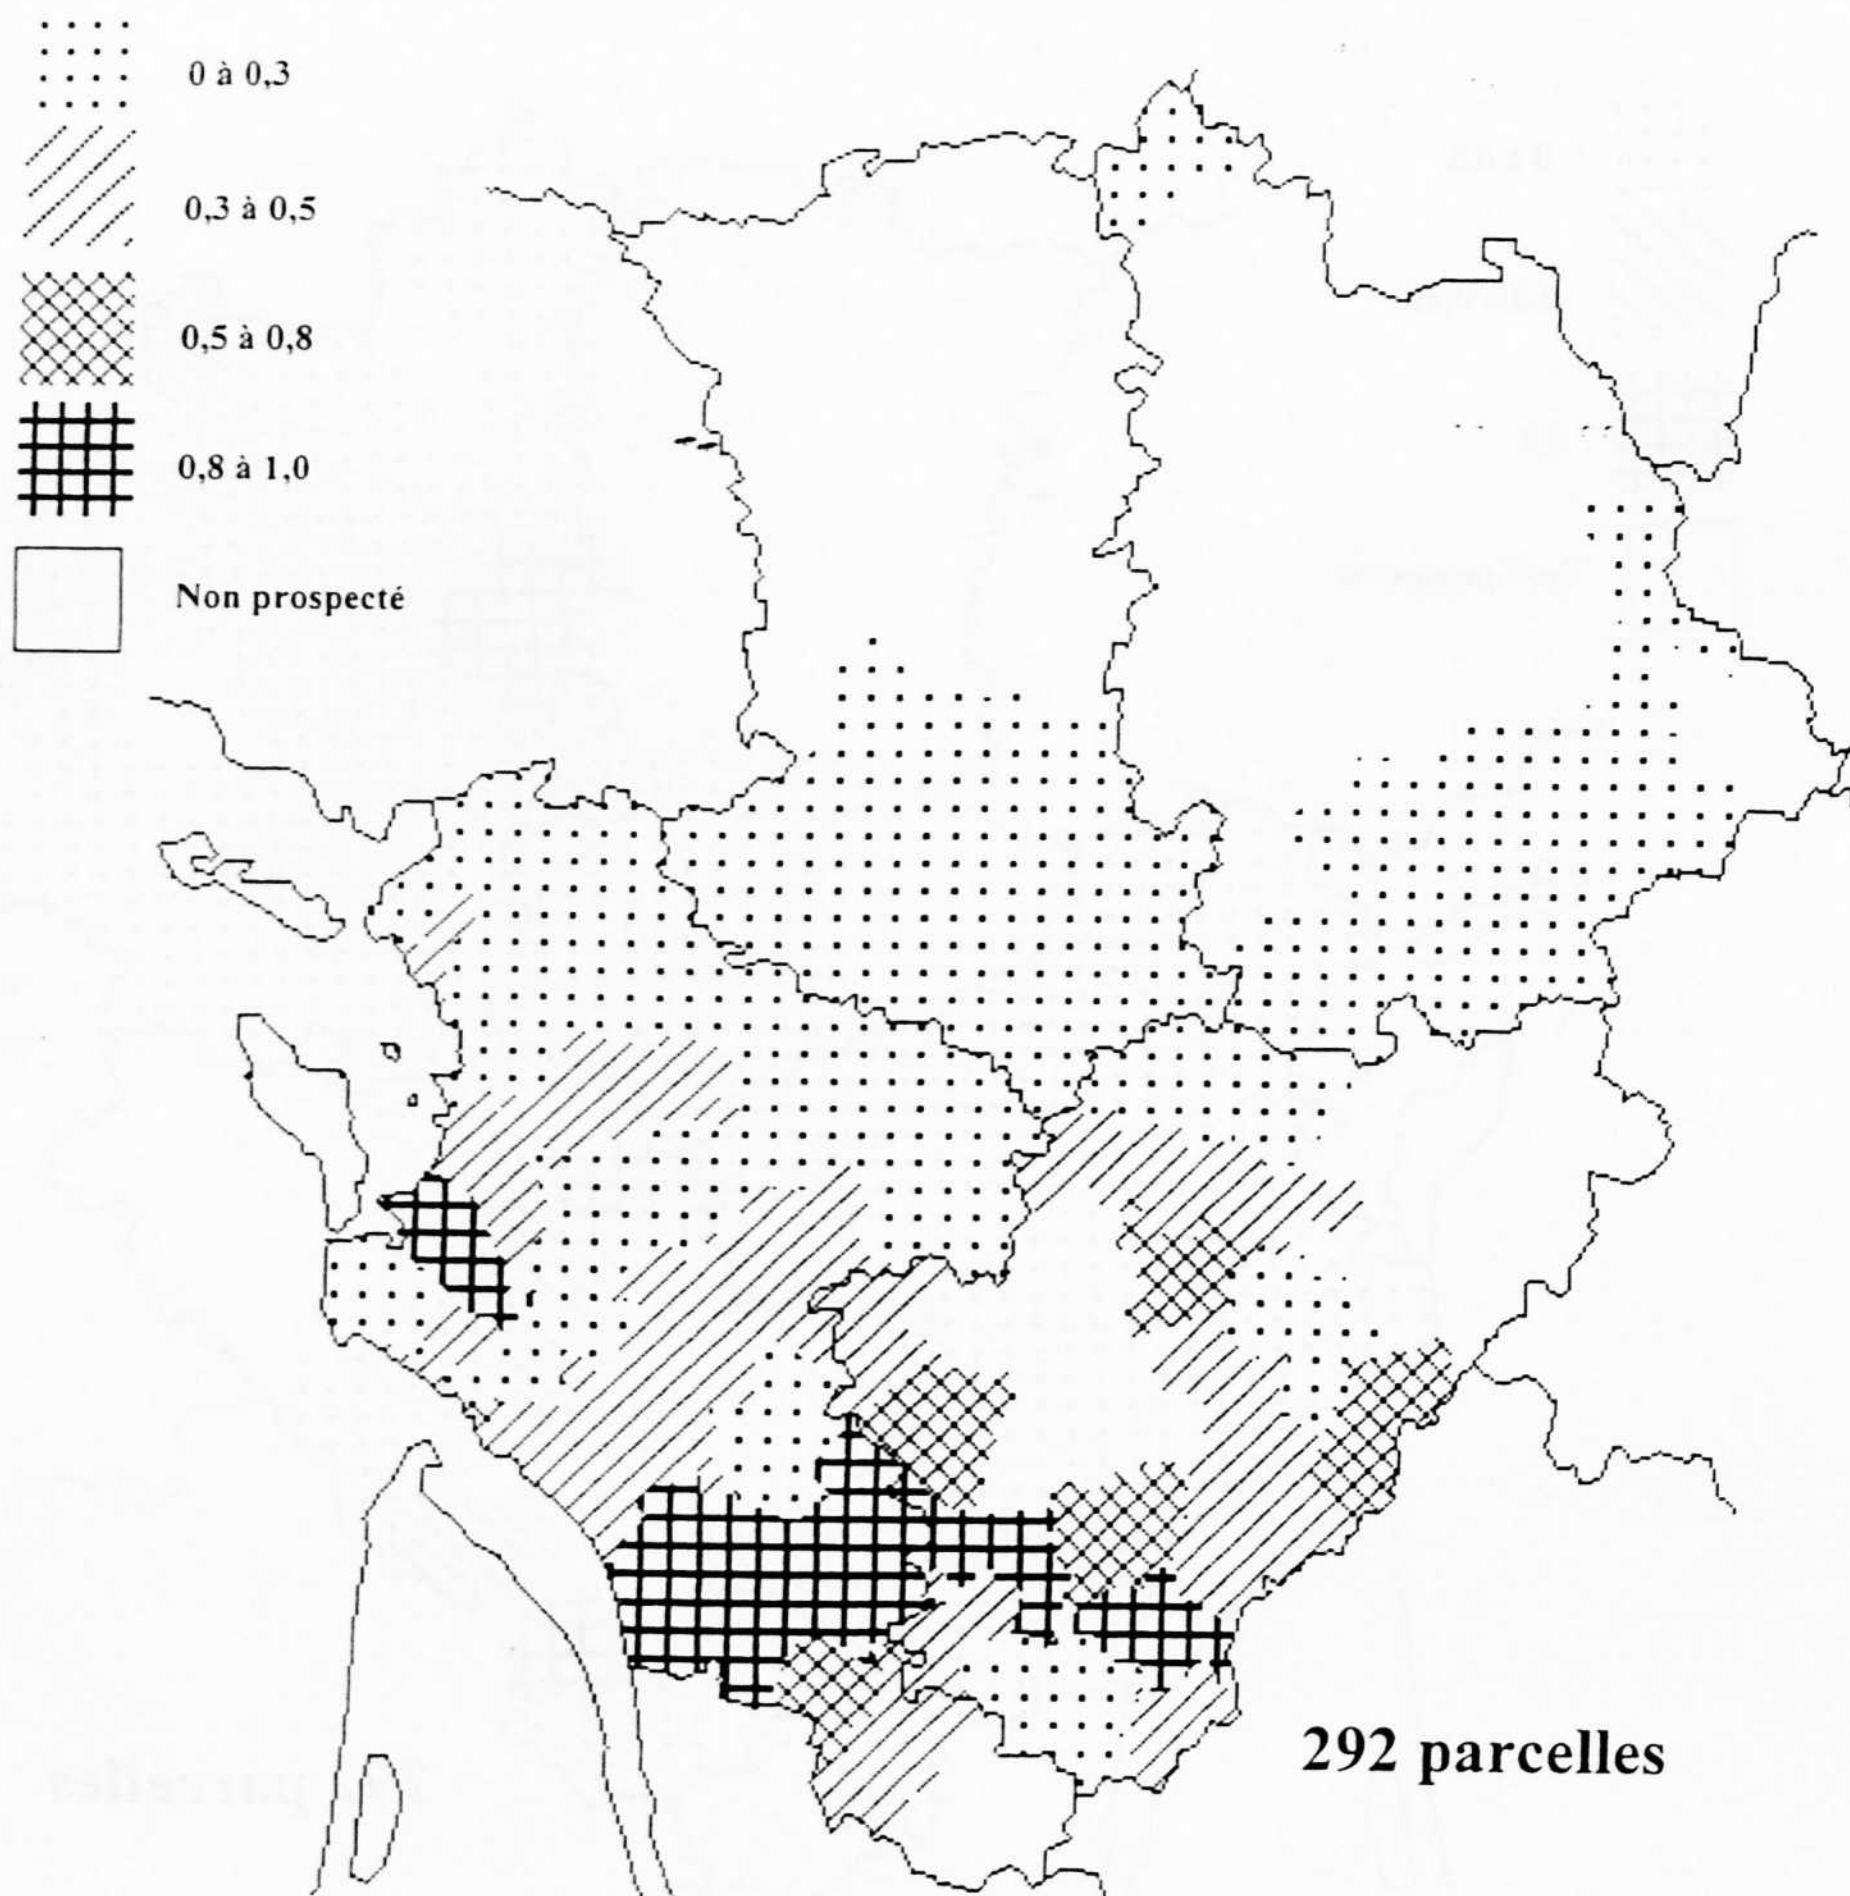 0 à 0,3
0,3 à 0,5
0,5 à 0,8
0,8 à 1,0
Non prospecté
292 parcelles